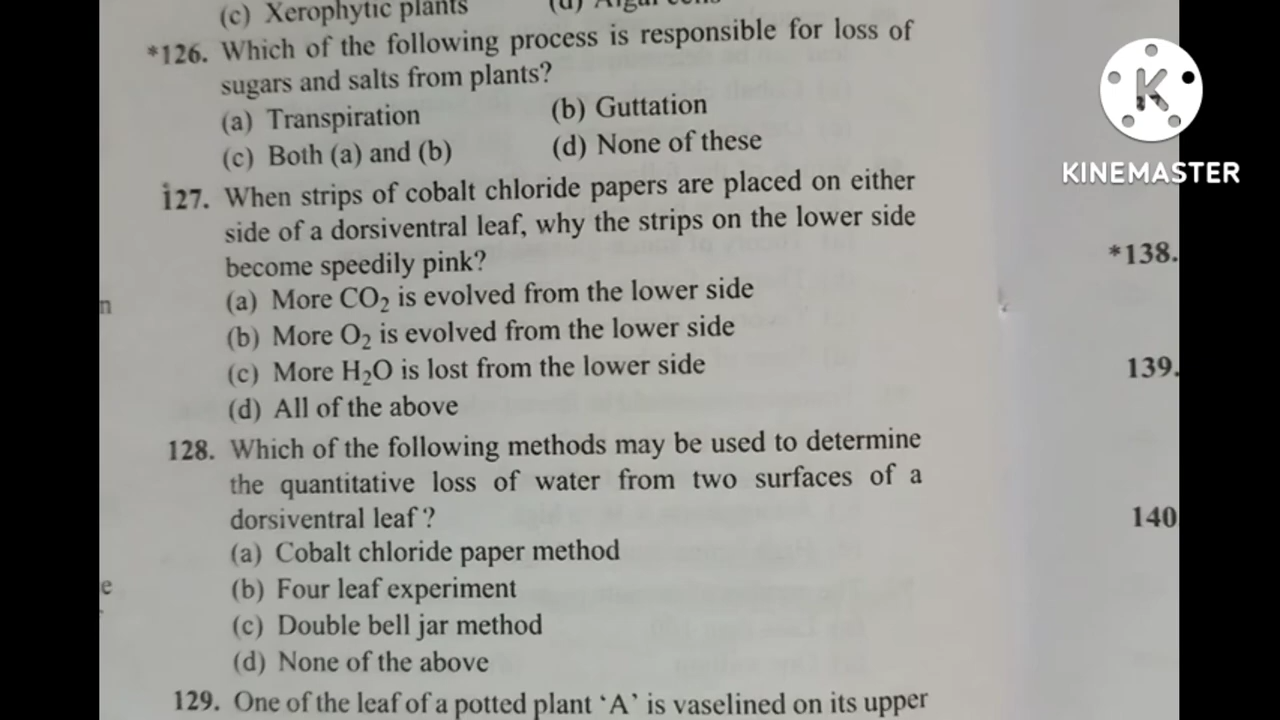 (c) Xerophytic plants (d) Algal cells
*126. Which of the following process is responsible for loss of
sugars and salts from plants?
(a) Transpiration (b) Guttation
(c) Both (a) and (b) (d) None of these
127. When strips of cobalt chloride papers are placed on either
side of a dorsiventral leaf, why the strips on the lower side
become speedily pink?
(a) More CO₂ is evolved from the lower side
(b) More O₂ is evolved from the lower side
(c) More H₂O is lost from the lower side
(d) All of the above
128. Which of the following methods may be used to determine
the quantitative loss of water from two surfaces of a
dorsiventral leaf ?
(a) Cobalt chloride paper method
(b) Four leaf experiment
(c) Double bell jar method
(d) None of the above
129. One of the leaf of a potted plant ‘A’ is vaselined on its upper
n
e
*138.
139.
140
K
KINEMASTER